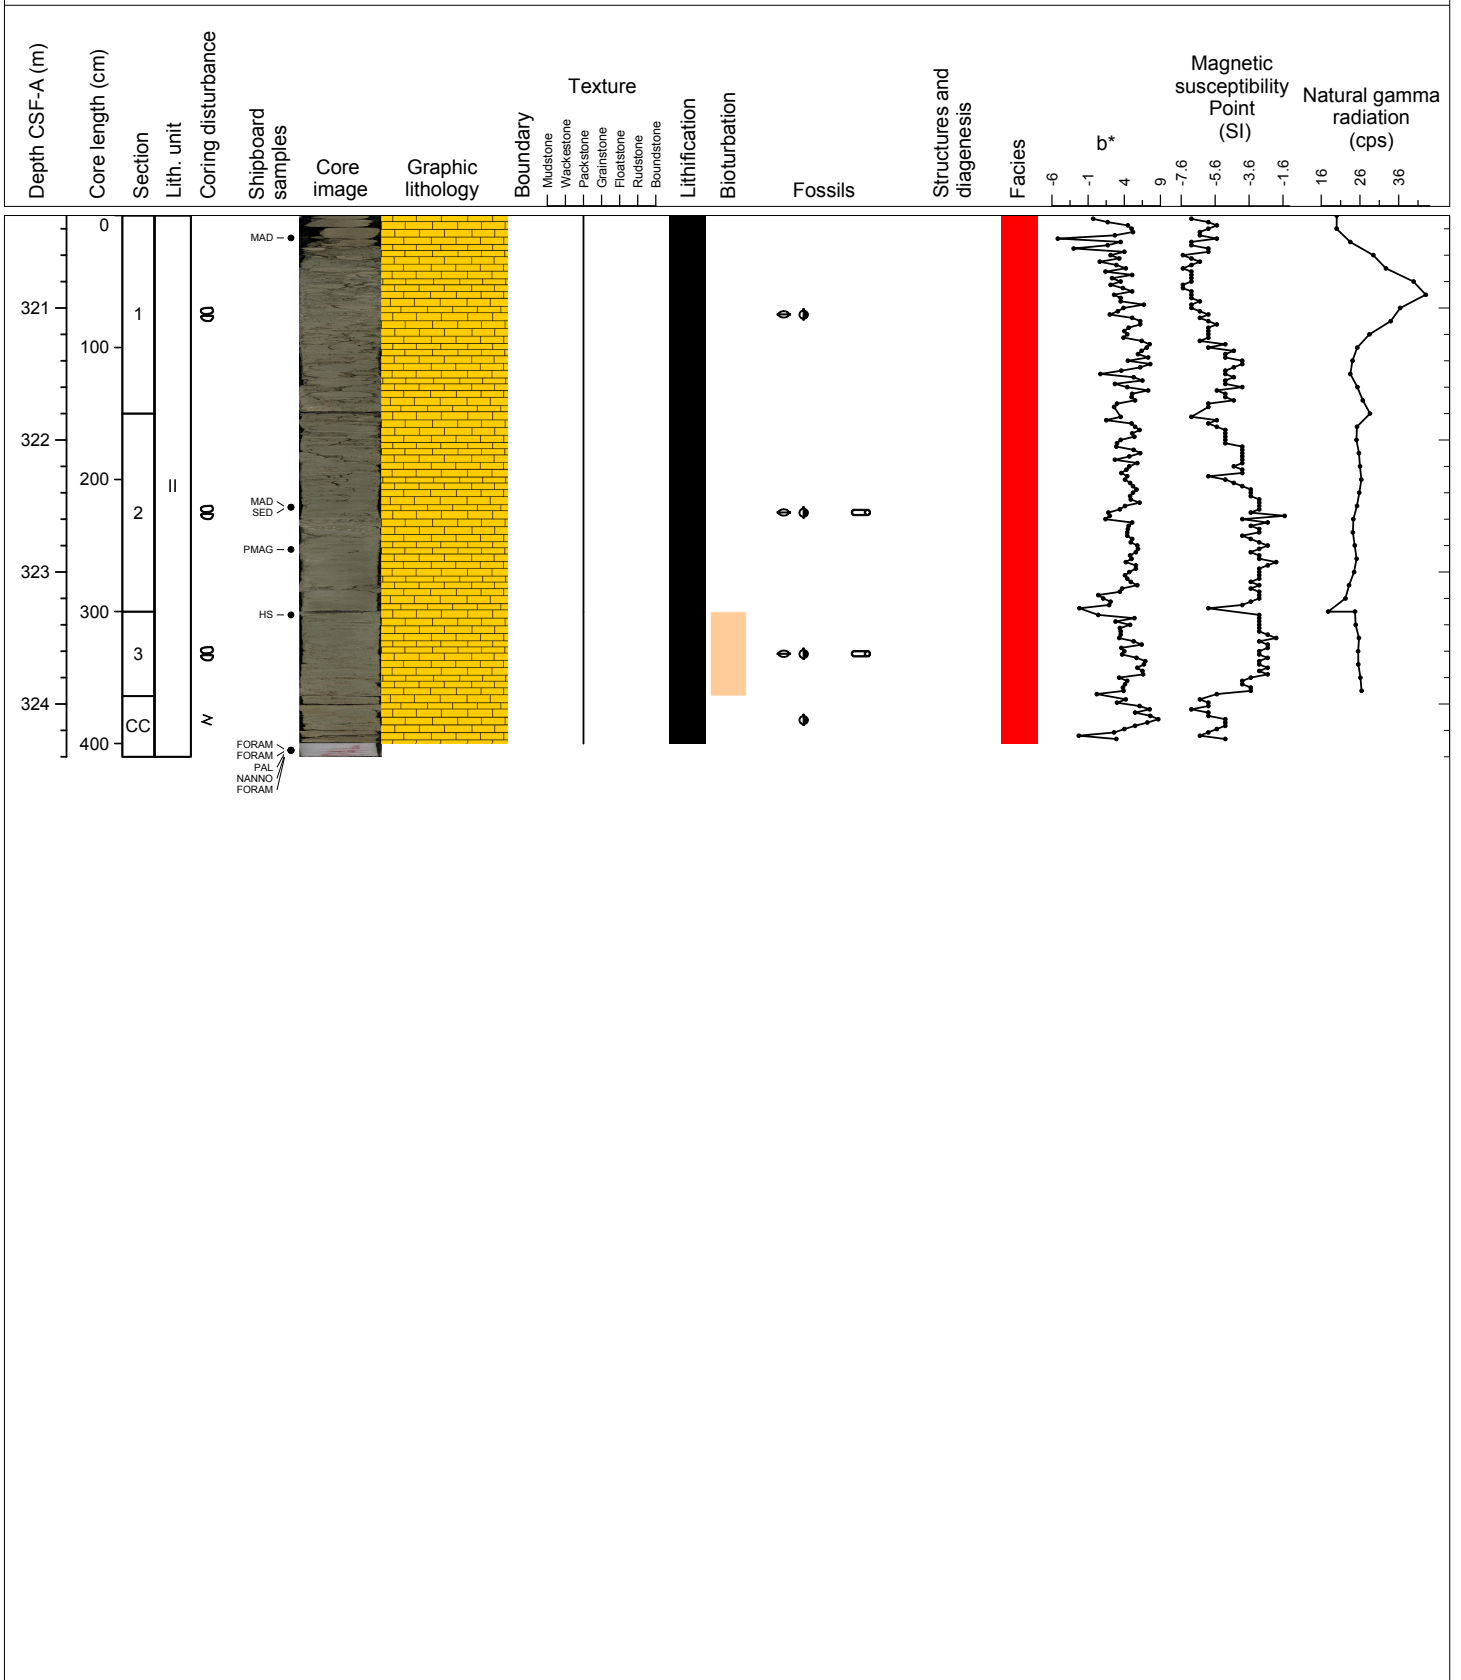 Depth CSF-A (m)
Core length (cm)
Section
Lith. unit
Coring disturbance
Shipboard
samples
Core
image
Graphic
lithology
Boundary
Texture
Mudstone
Wackestone
Packstone
Grainstone
Floatstone
Rudstone
Boundstone
Lithification
Bioturbation
Fossils
Structures and
diagenesis
Facies
b*
-6
-1
4
9
Magnetic
susceptibility
Point
(SI)
-7.6
-5.6
-3.6
-1.6
Natural gamma
radiation
(cps)
16
26
36
321
322
323
324
0
100
200
300
400
1
2
3
CC
II
MAD
MAD
SED
PMAG
HS
FORAM
FORAM
PAL
NANNO
FORAM